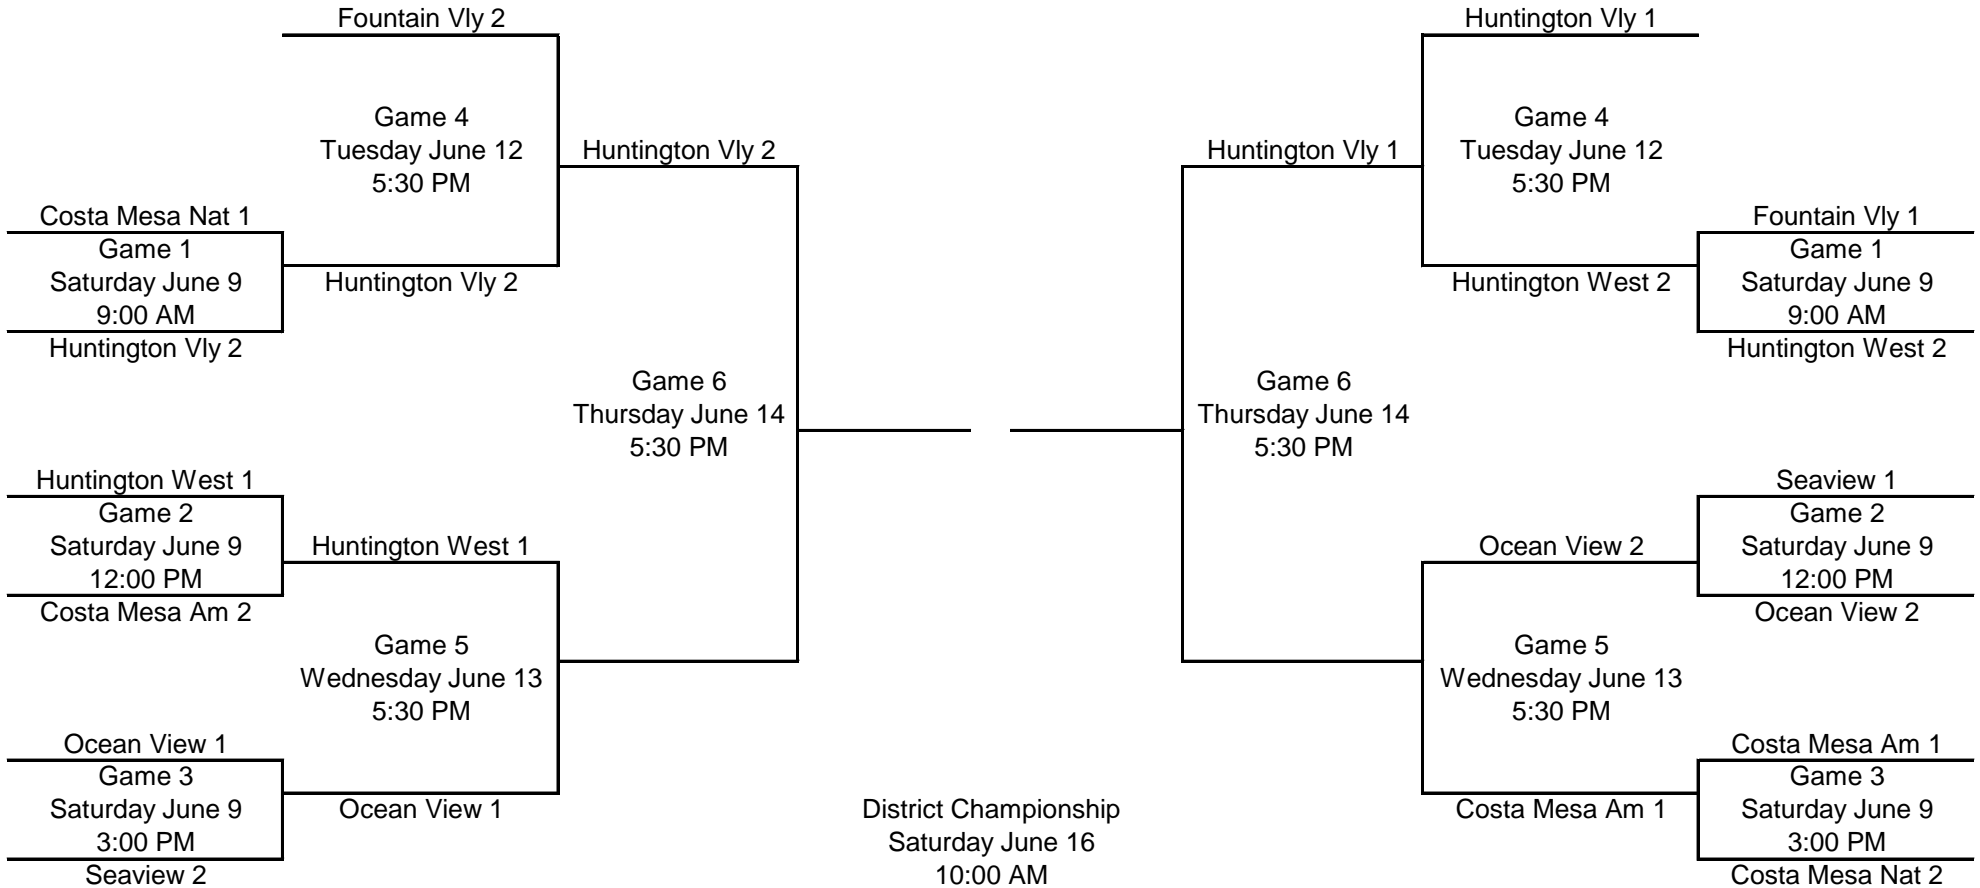 Fountain Vly 2
Game 4
Tuesday June 12
5:30 PM
Huntington Vly 2
Costa Mesa Nat 1
Game 1
Saturday June 9
9:00 AM
Huntington Vly 2
Huntington Vly 2
Game 6
Thursday June 14
5:30 PM
Huntington West 1
Game 2
Saturday June 9
12:00 PM
Costa Mesa Am 2
Huntington West 1
Game 5
Wednesday June 13
5:30 PM
Ocean View 1
Game 3
Saturday June 9
3:00 PM
Seaview 2
Ocean View 1
District Championship
Saturday June 16
10:00 AM
Huntington Vly 1
Game 4
Tuesday June 12
5:30 PM
Huntington Vly 1
Fountain Vly 1
Game 1
Saturday June 9
9:00 AM
Huntington West 2
Huntington West 2
Game 6
Thursday June 14
5:30 PM
Seaview 1
Game 2
Saturday June 9
12:00 PM
Ocean View 2
Ocean View 2
Game 5
Wednesday June 13
5:30 PM
Costa Mesa Am 1
Game 3
Saturday June 9
3:00 PM
Costa Mesa Nat 2
Costa Mesa Am 1